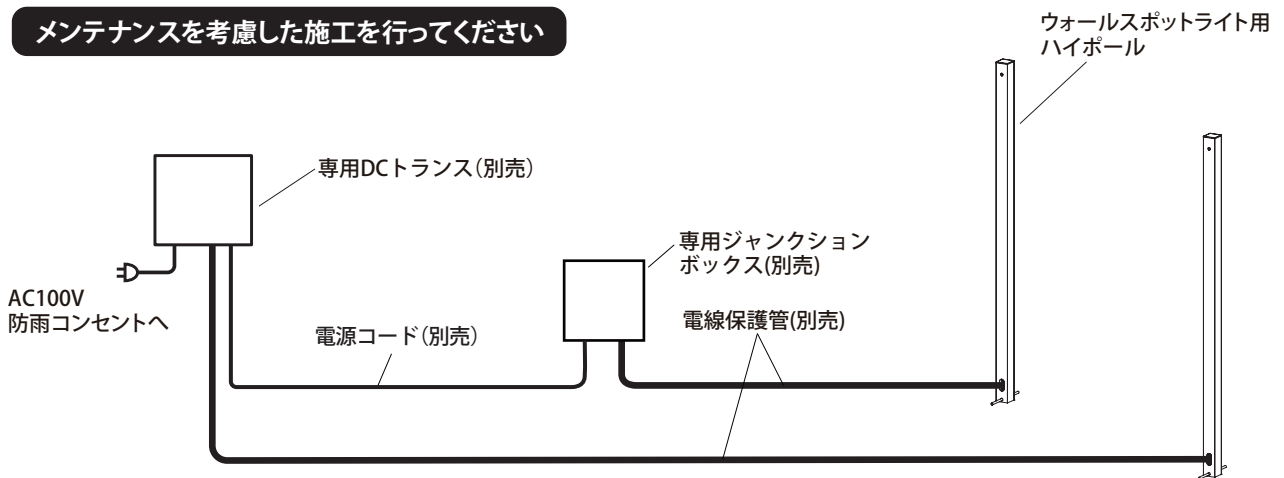 メンテナンスを考慮した施工を行ってください
ウォールスポットライト用
ハイポール
専用DCトランス（別売）
専用ジャンクション
ボックス(別売)
AC100V
防雨コンセントへ
電源コード（別売）
電線保護管(別売)